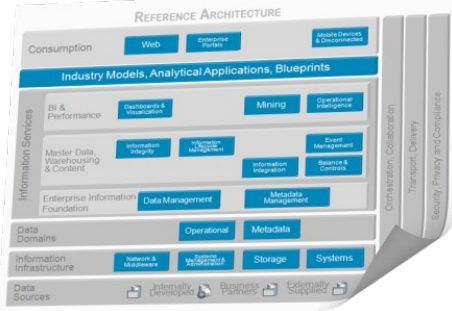 REFERENCE ARCHITECTURE
Consumption
Web
Enterprise
Portals
Mobile Devices
& Disconnected
Industry Models, Analytical Applications, Blueprints
Information Services
BI &
Performance
Dashboards &
Visualization
Mining
Operational
Intelligence
Master Data,
Warehousing
& Content
Information
Integrity
Information
Lifecycle
Management
Event
Management
Information
Integration
Balance &
Controls
Enterprise Information
Foundation
Data Management
Metadata
Management
Data
Domains
Operational
Metadata
Information
Infrastructure
Network &
Middleware
Systems
Management &
Administration
Storage
Systems
Data
Sources
Internally
Developed
Business
Partners
Externally
Supplied
Orchestration, Collaboration
Transport, Delivery
Security, Privacy and Compliance